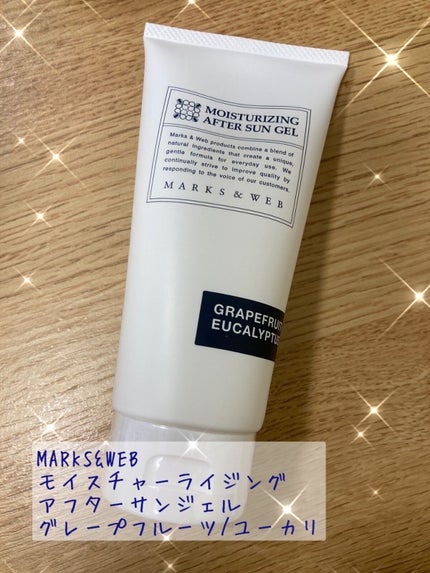 MOISTURIZING
AFTER SUN GEL
Marks & Web products combine a blend of
natural ingredients that create a unique,
gentle formula for everyday use. We
continually strive to improve quality by
responding to the voice of our customers.
MARKS & WEB
GRAPEFRUIT
EUCALYPTUS
MARKS&WEB
モイスチャーライジング
アフターサンジェル
グレープフルーツ/ユーカリ